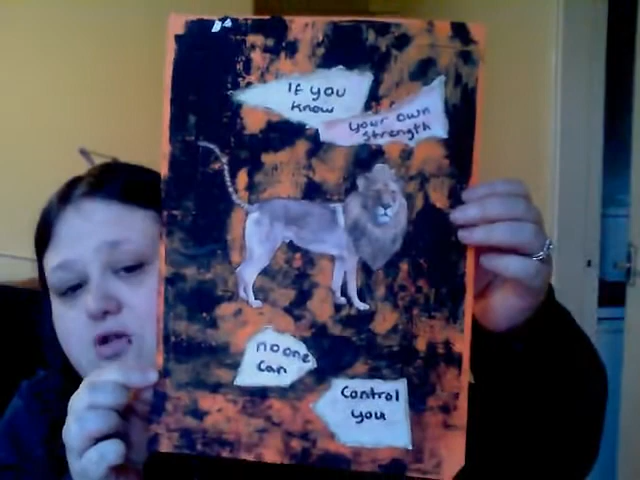 If you
know
your own
strength
no one
can
Control
you